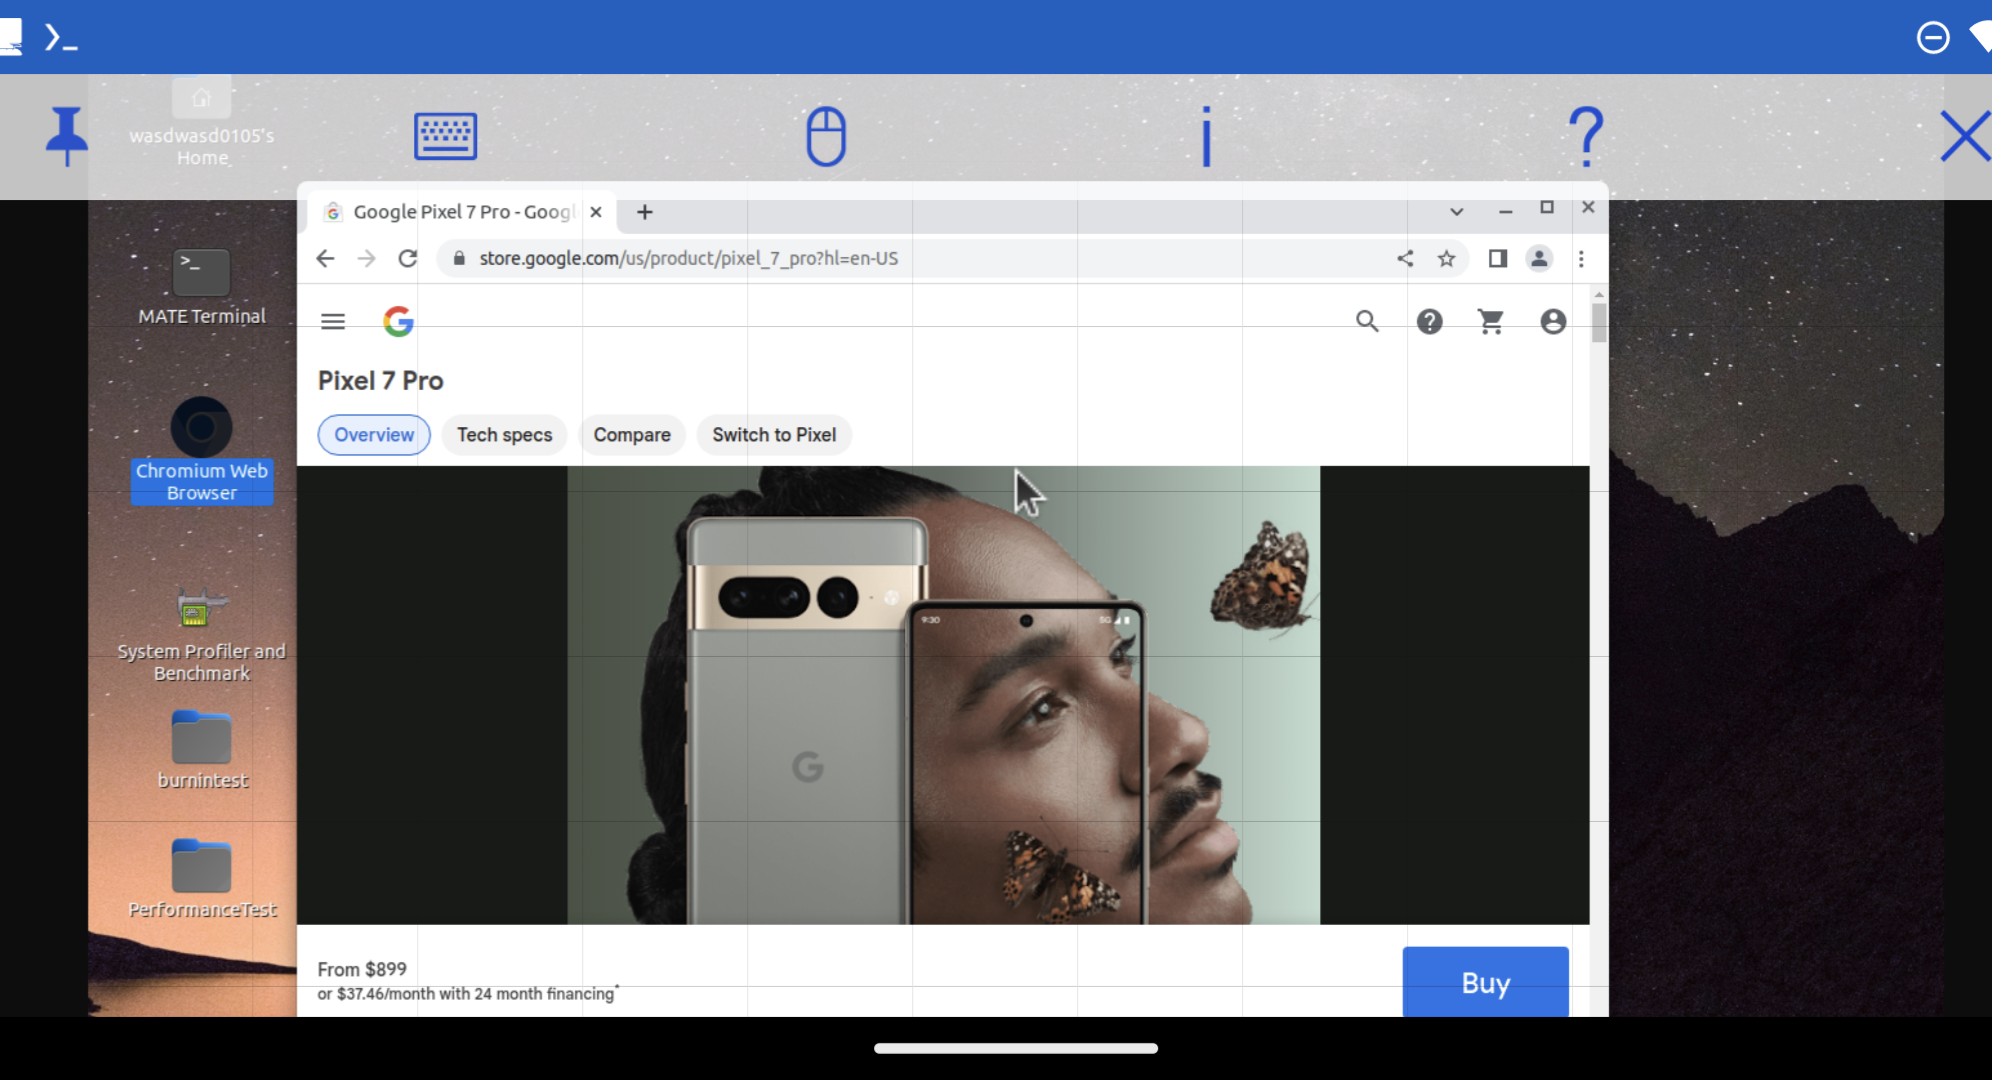 wasdwasd0105's
Home
MATE Terminal
Chromium Web
Browser
System Profiler and
Benchmark
burnintest
PerformanceTest
Google Pixel 7 Pro - Googl
store.google.com/us/product/pixel_7_pro?hl=en-US
Pixel 7 Pro
Overview Tech specs Compare Switch to Pixel
9:30 5G
From $899
or $37.46/month with 24 month financing*
Buy